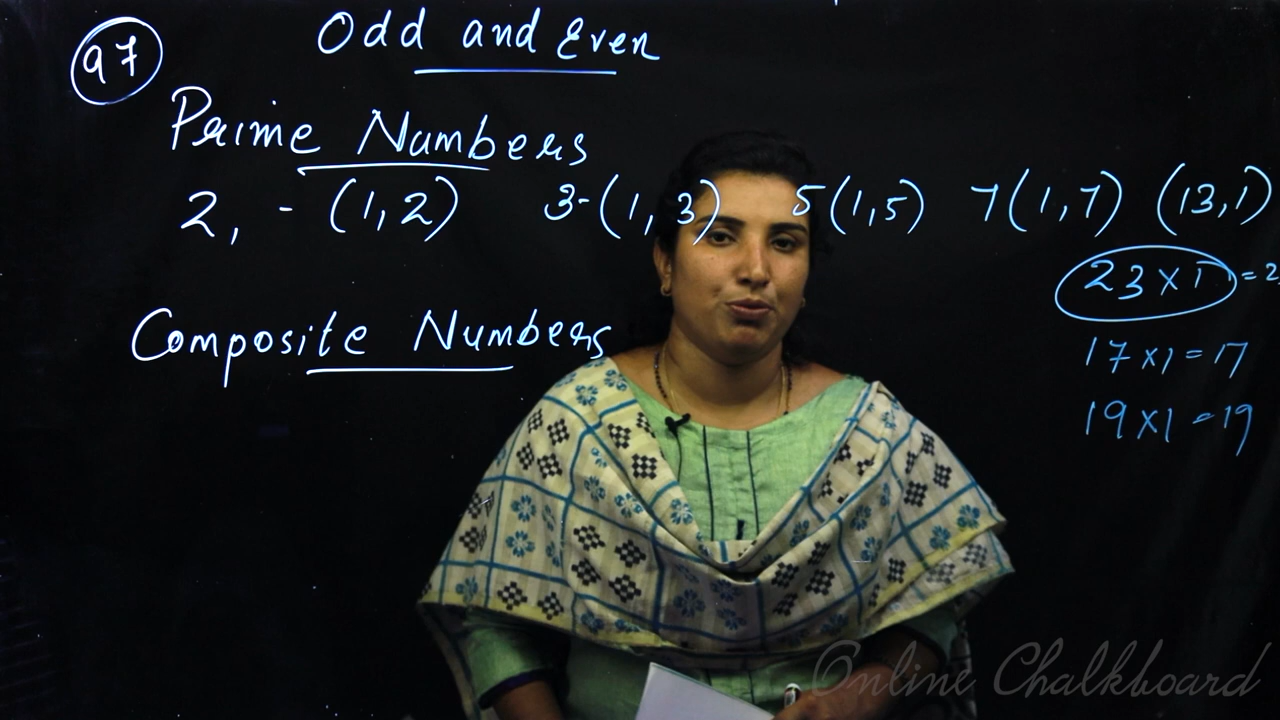 97
Odd and Even
Prime Numbers
2, - (1,2) 3-(1,3) 5(1,5) 7(1,7) (13,1)
23×1 = 2
17×1=17
19×1=19
Composite Numbers
Online Chalkboard